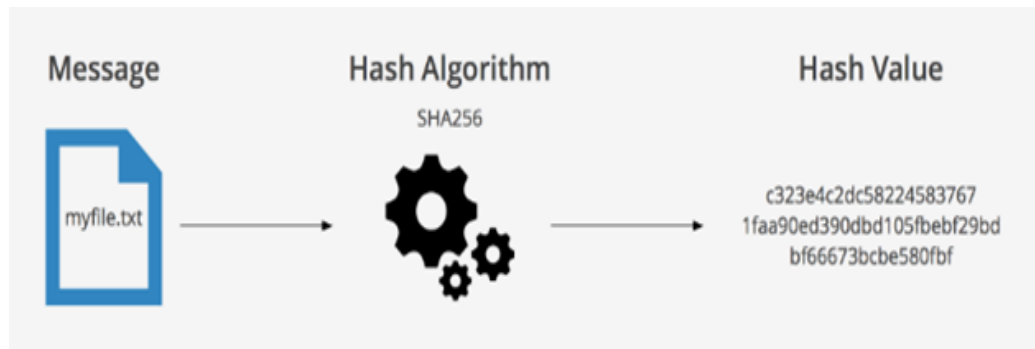 Message
Hash Algorithm
Hash Value
SHA256
myfile.txt
c323e4c2dc58224583767
1faa90ed390dbd105fbebf29bd
bf66673bcbe580fbf